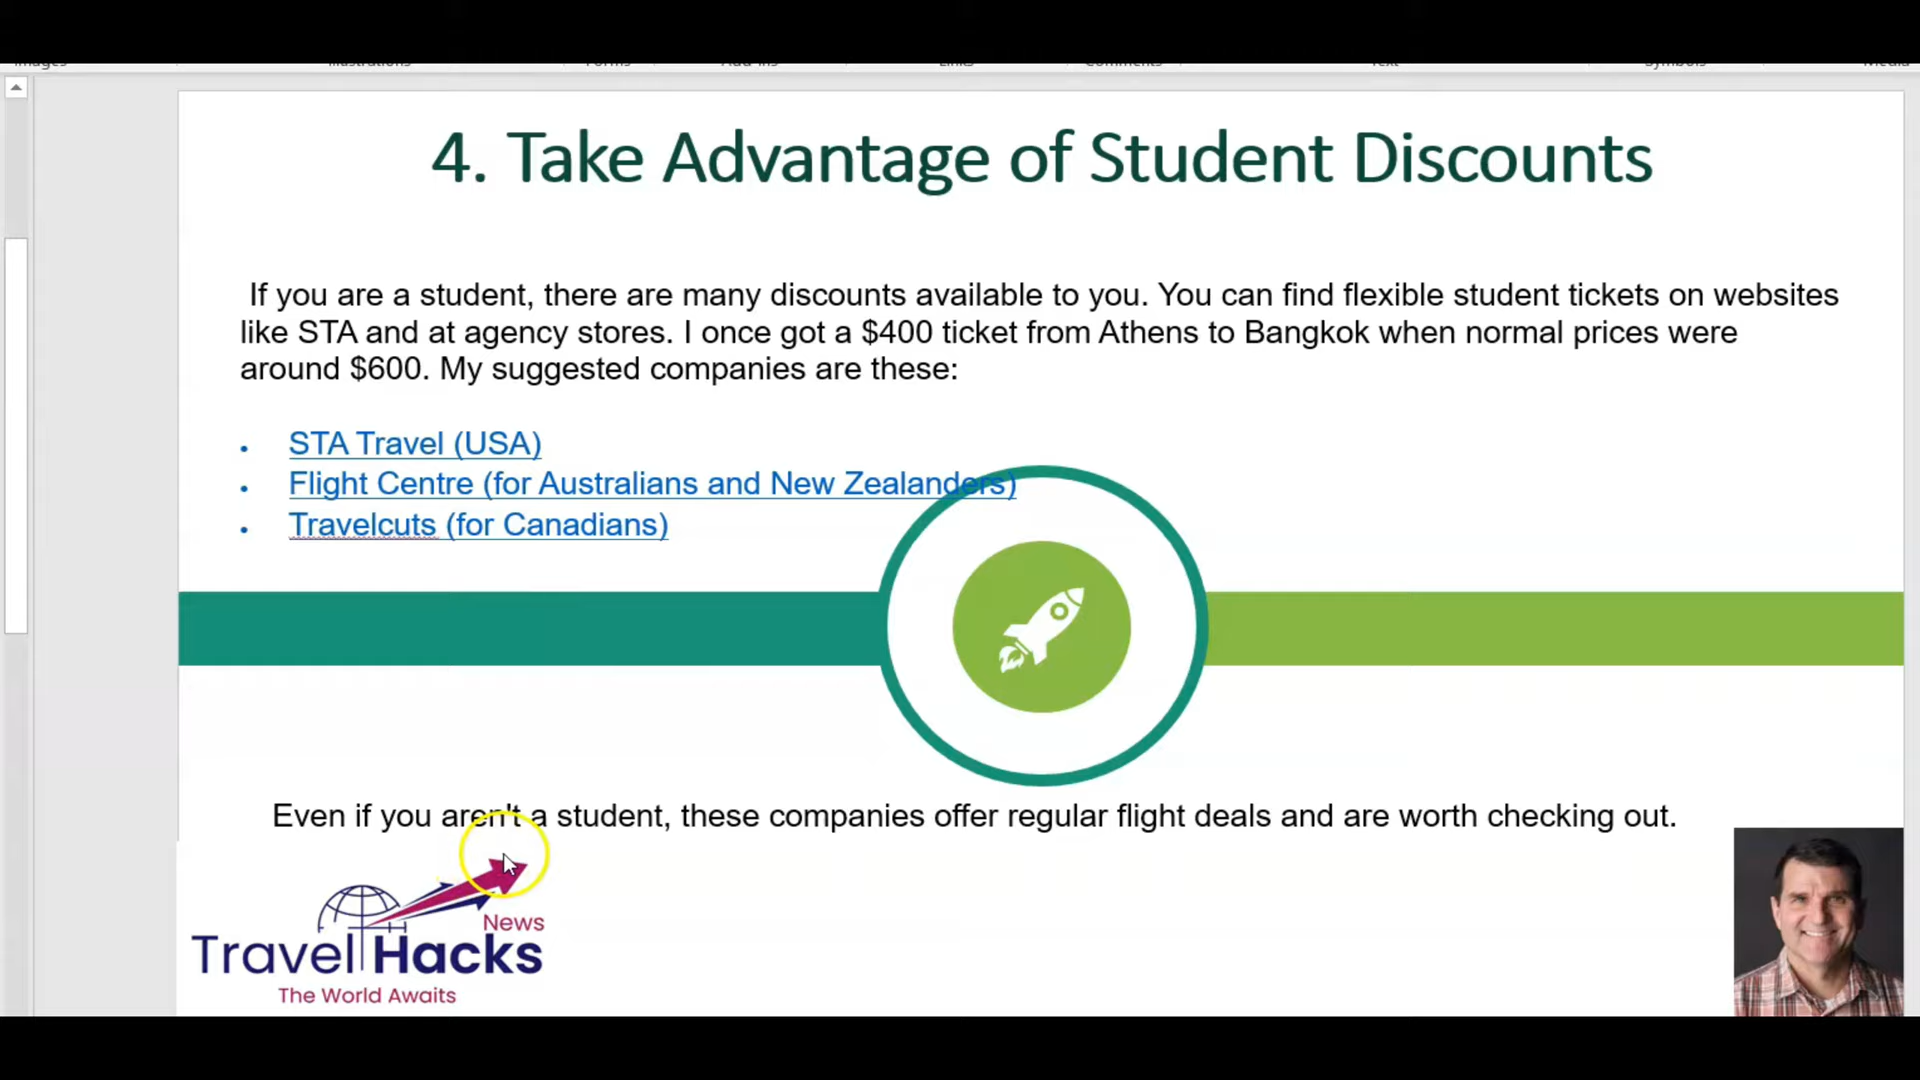 4. Take Advantage of Student Discounts
If you are a student, there are many discounts available to you. You can find flexible student tickets on websites
like STA and at agency stores. I once got a $400 ticket from Athens to Bangkok when normal prices were
around $600. My suggested companies are these:
• STA Travel (USA)
• Flight Centre (for Australians and New Zealanders)
• Travelcuts (for Canadians)
Even if you aren't a student, these companies offer regular flight deals and are worth checking out.
News
Travel Hacks
The World Awaits